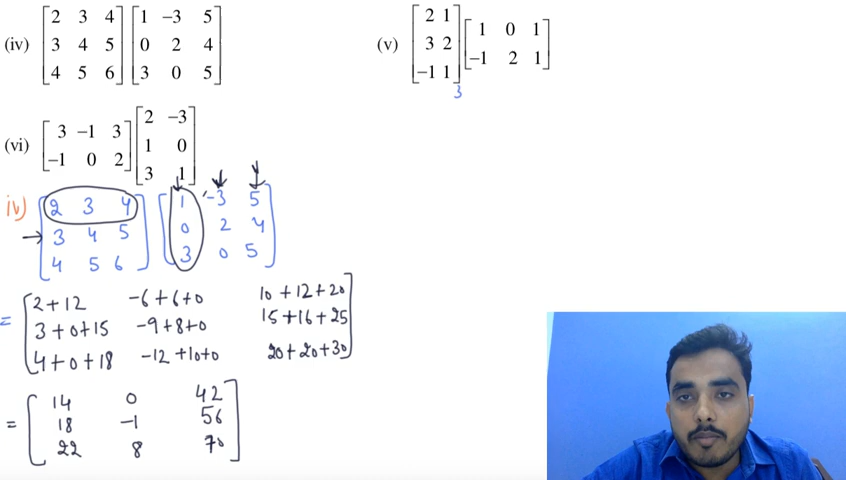 (iv) [2 3 4] [1 −3 5]
[3 4 5] [0 2 4]
[4 5 6] [3 0 5]
(v) [2 1] [1 0 1]
[3 2] [−1 2 1]
[−1 1]
3
(vi) [3 −1 3] [2 −3]
[−1 0 2] [1 0]
[3 1]
iv) [2 3 4] [1 -3 5]
→ [3 4 5] [0 2 4]
[4 5 6] [3 0 5]
= [2+12 -6+6+0 10+12+20]
[3+0+15 -9+8+0 15+16+25]
[4+0+18 -12+10+0 20+20+30]
= [14 0 42]
[18 -1 56]
[22 8 70]